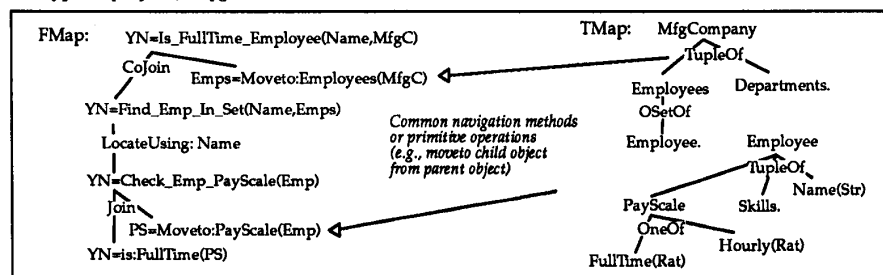 FMap:
YN=Is_FullTime_Employee(Name,MfgC)
CoJoin
Emps=Moveto:Employees(MfgC)
YN=Find_Emp_In_Set(Name,Emps)
LocateUsing: Name
YN=Check_Emp_PayScale(Emp)
Join
PS=Moveto:PayScale(Emp)
YN=is:FullTime(PS)
Common navigation methods
or primitive operations
(e.g., moveto child object
from parent object)
TMap:
MfgCompany
TupleOf
Employees
Departments.
OSetOf
Employee.
Employee
TupleOf
Name(Str)
PayScale
Skills.
OneOf
Hourly(Rat)
FullTime(Rat)